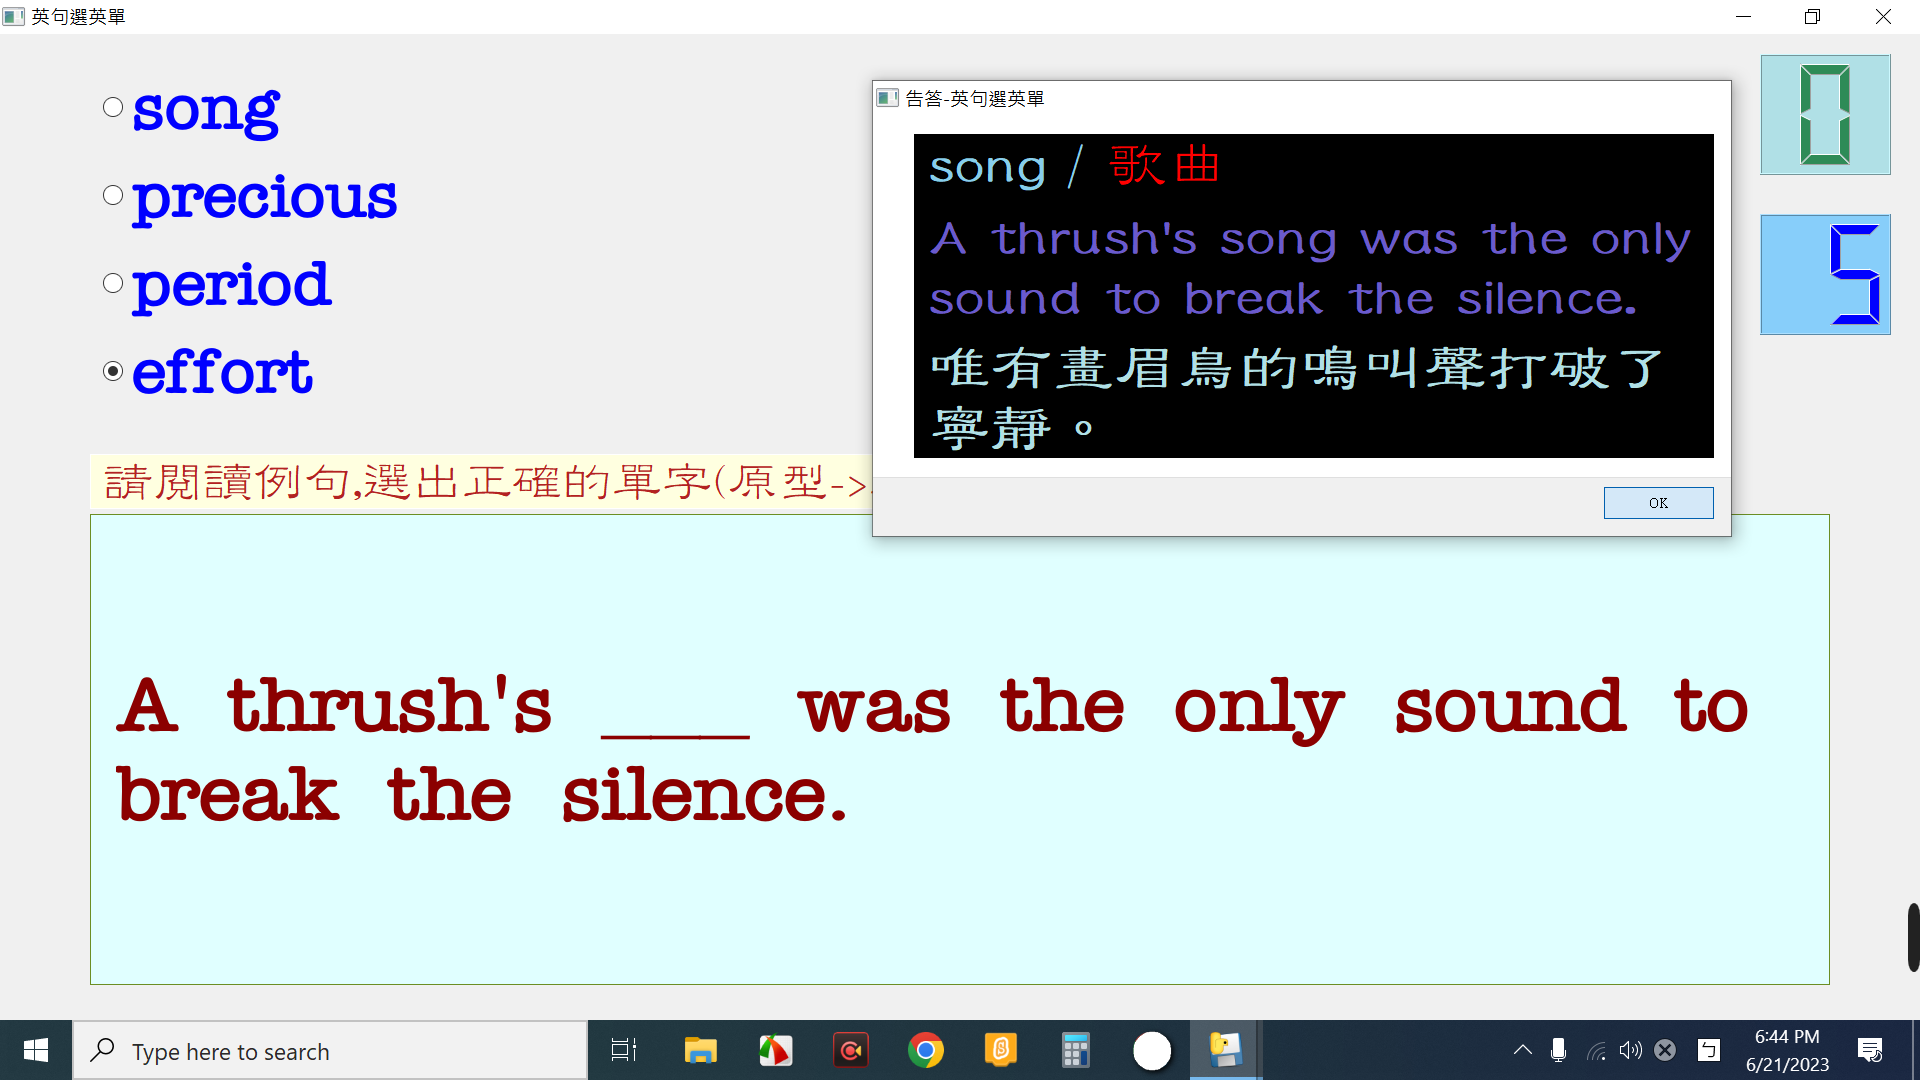 英句選英單
song
precious
period
effort
告答-英句選英單
song / 歌曲
A thrush's song was the only
sound to break the silence.
唯有畫眉鳥的鳴叫聲打破了
寧靜。
OK
0
5
請閱讀例句,選出正確的單字(原型->
A thrush's ___ was the only sound to
break the silence.
Type here to search
ㄅ
6:44 PM
6/21/2023